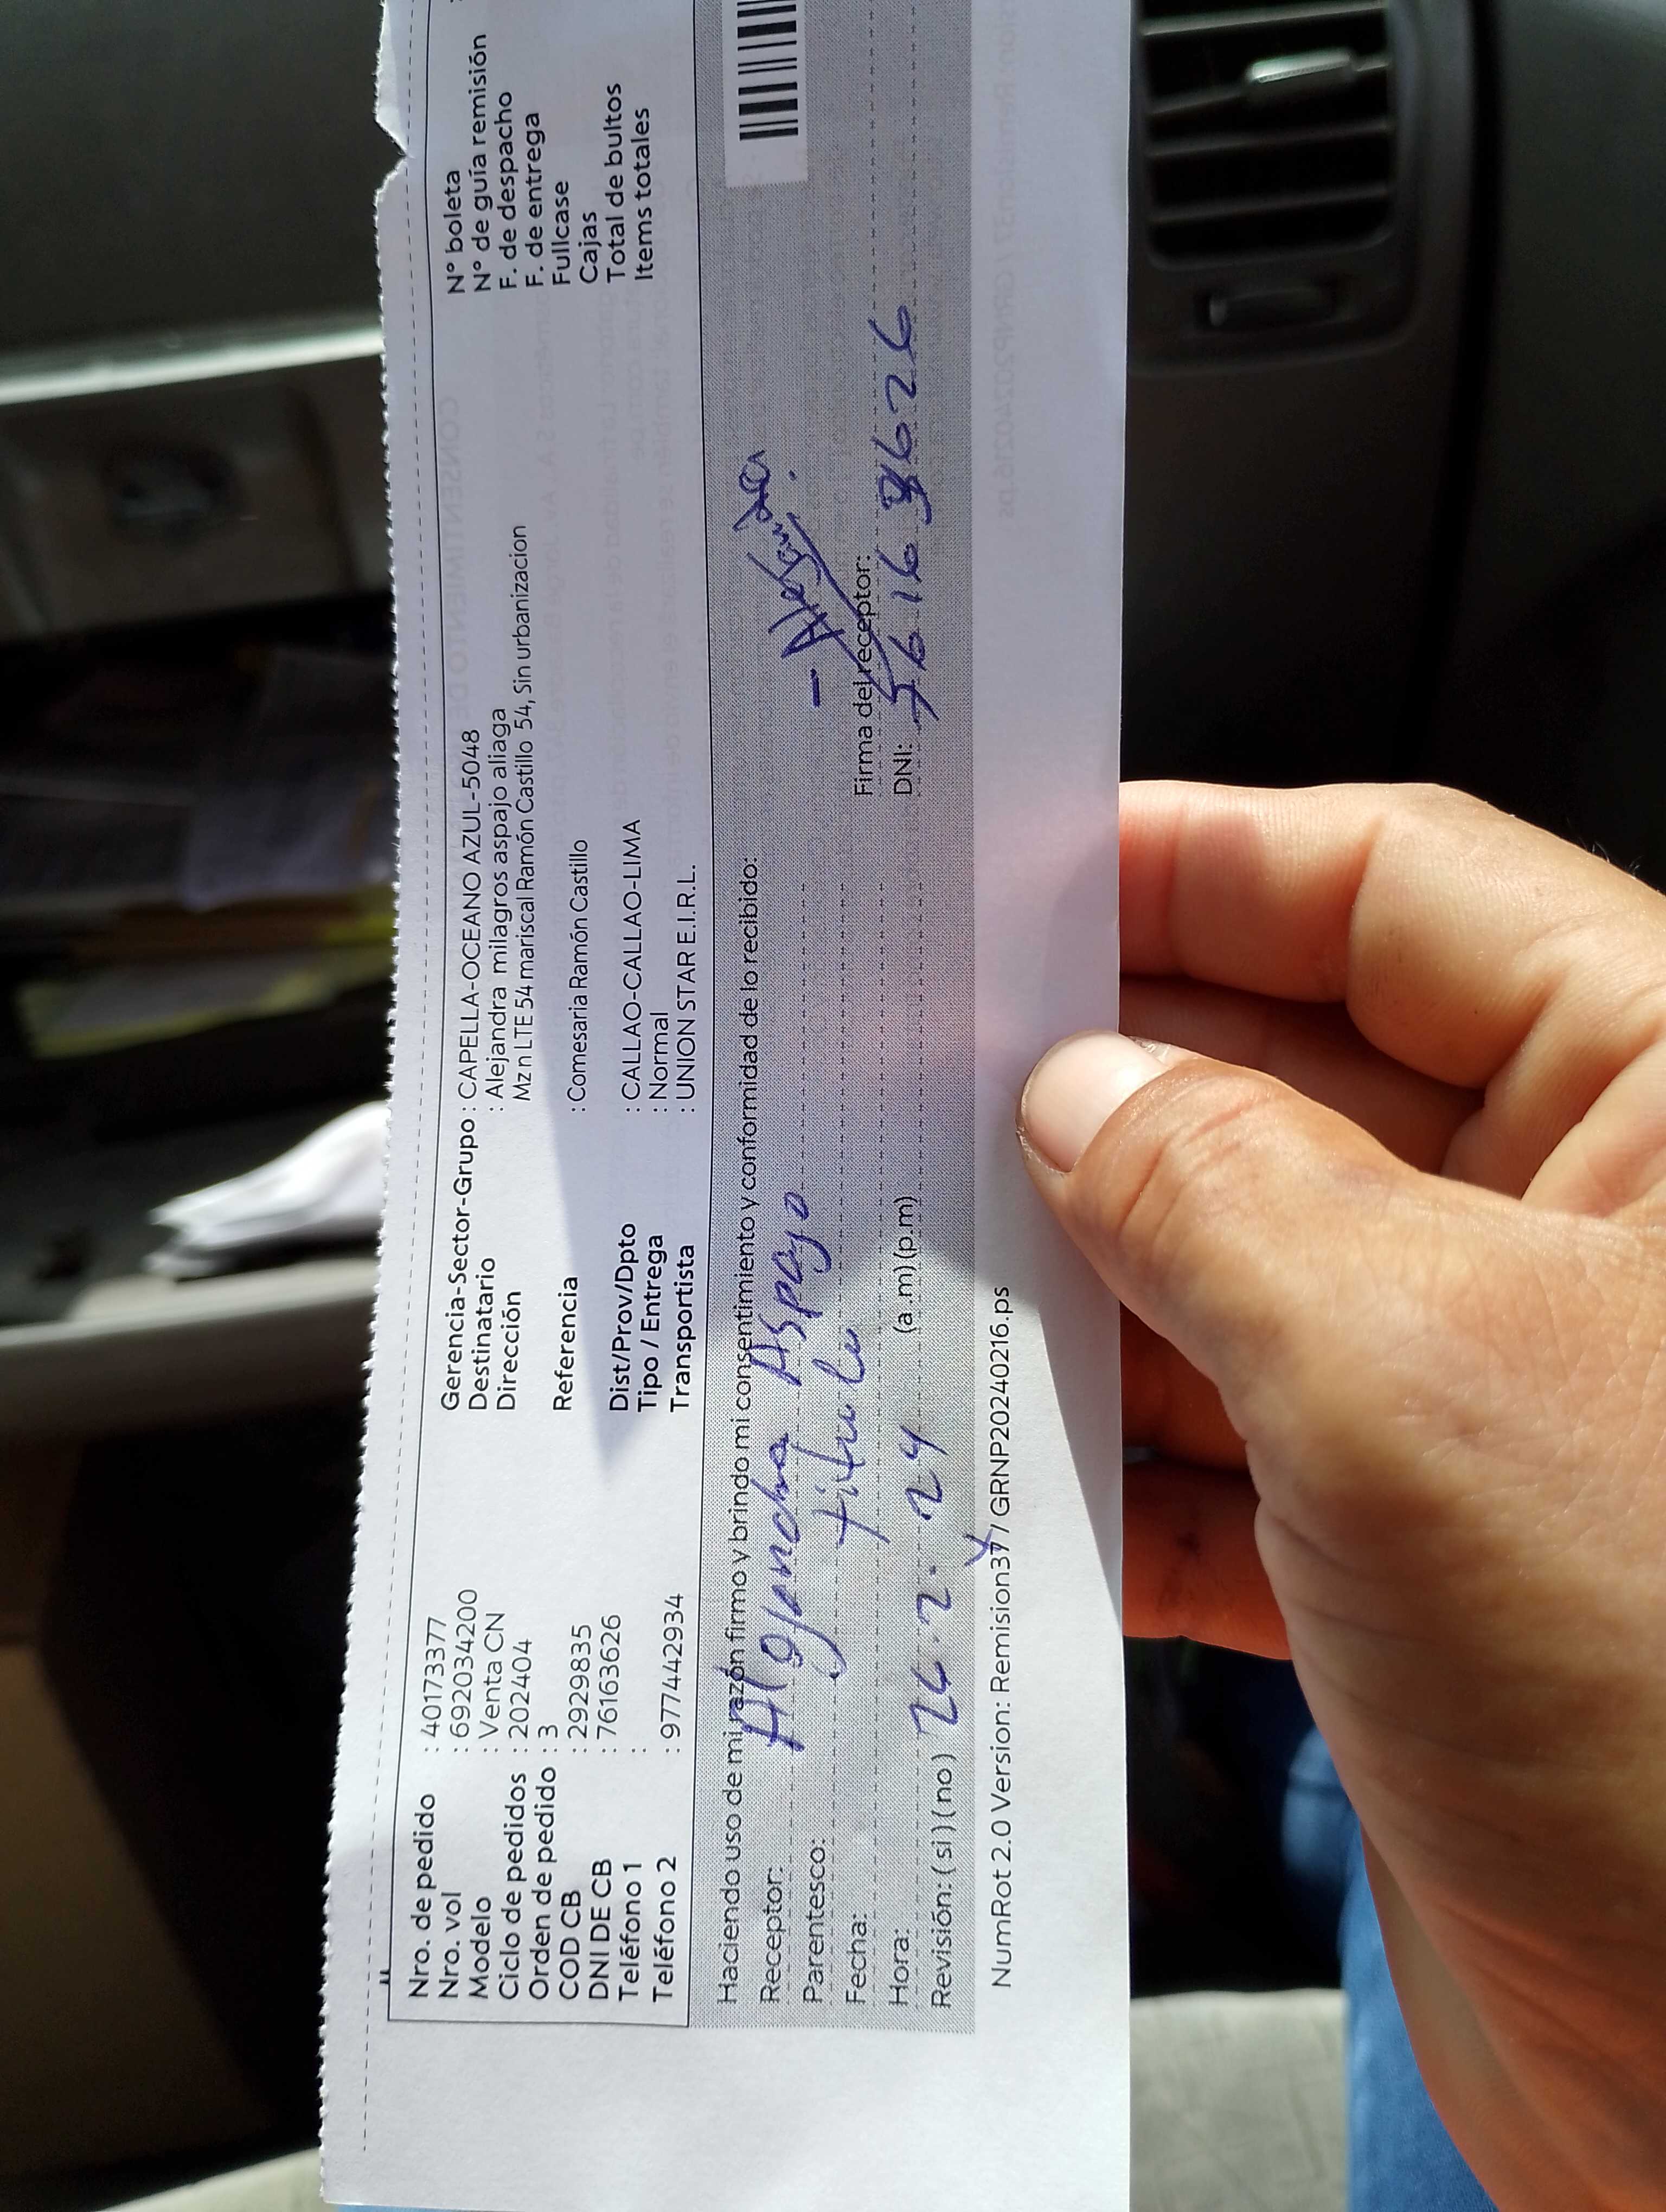 Nro. de pedido : 40173377
Nro. vol : 692034200
Modelo : Venta CN
Ciclo de pedidos : 202404
Orden de pedido : 3
COD CB : 2929835
DNI DE CB : 76163626
Teléfono 1 :
Teléfono 2 : 977442934
Gerencia-Sector-Grupo : CAPELLA-OCEANO AZUL-5048
Destinatario : Alejandra milagros aspajo aliaga
Dirección Mz n LTE 54 mariscal Ramón Castillo 54, Sin urbanizacion
Referencia : Comesaria Ramón Castillo
Dist/Prov/Dpto : CALLAO-CALLAO-LIMA
Tipo / Entrega : Normal
Transportista : UNION STAR E.I.R.L.
N° boleta
N° de guía remisión
F. de despacho
F. de entrega
Fullcase
Cajas
Total de bultos
Items totales
Haciendo uso de mi razón firmo y brindo mi consentimiento y conformidad de lo recibido:
Receptor: Alejandra Aspajo
Parentesco: titular
Fecha:
Hora: (a.m)(p.m)
Revisión: (si)(no) 26.2.24
Alejandra
Firma del receptor:
DNI: 76163626
NumRot 2.0 Version: Remision37 / GRNP20240216.ps